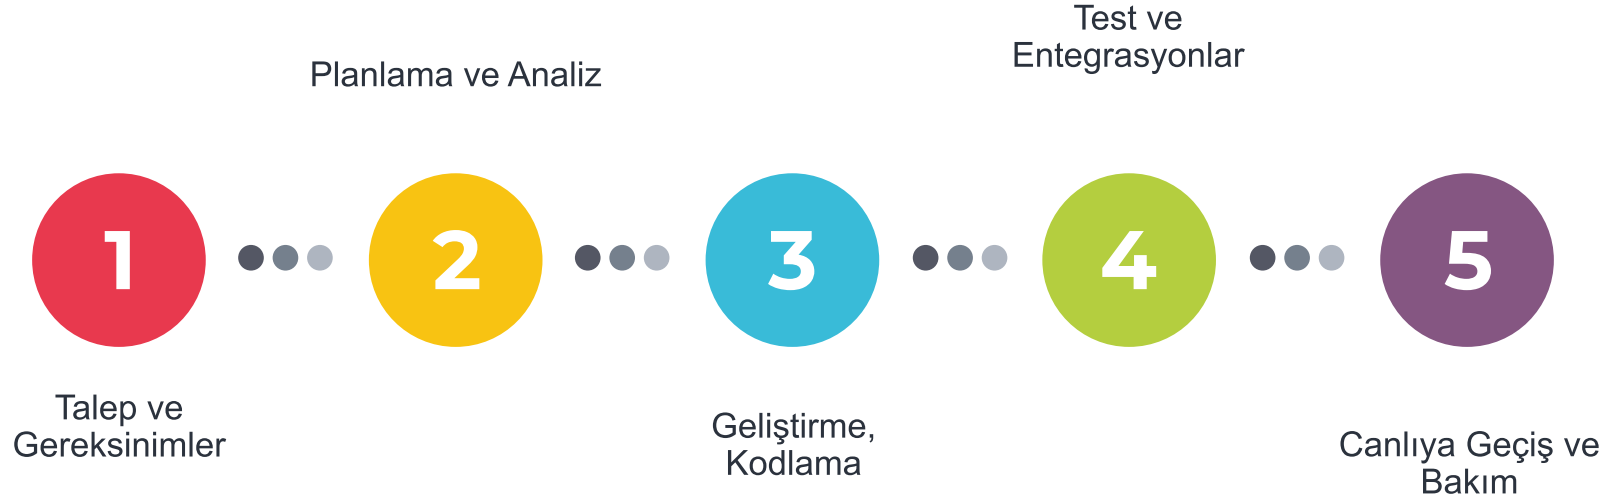 Test ve
Entegrasyonlar
Planlama ve Analiz
1
2
3
4
5
Talep ve
Gereksinimler
Geliştirme,
Kodlama
Canlıya Geçiş ve
Bakım